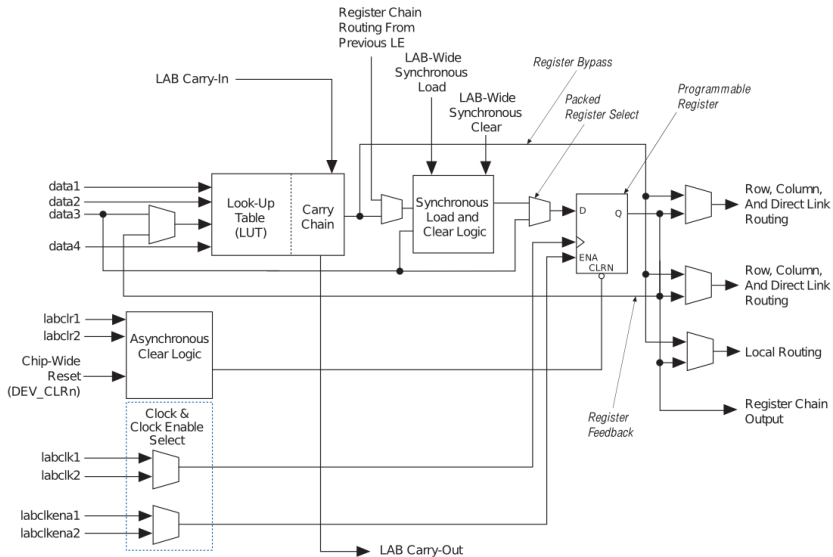 Register Chain
Routing From
Previous LE
LAB-Wide
Synchronous
Load
LAB-Wide
Synchronous
Clear
Register Bypass
Packed
Register Select
Programmable
Register
LAB Carry-In
data1
data2
data3
data4
Look-Up
Table
(LUT)
Carry
Chain
Synchronous
Load and
Clear Logic
D
Q
ENA
CLRN
Row, Column,
And Direct Link
Routing
Row, Column,
And Direct Link
Routing
Local Routing
Register Chain
Output
Register
Feedback
labclr1
labclr2
Chip-Wide
Reset
(DEV_CLRn)
Asynchronous
Clear Logic
Clock &
Clock Enable
Select
labclk1
labclk2
labclkena1
labclkena2
LAB Carry-Out